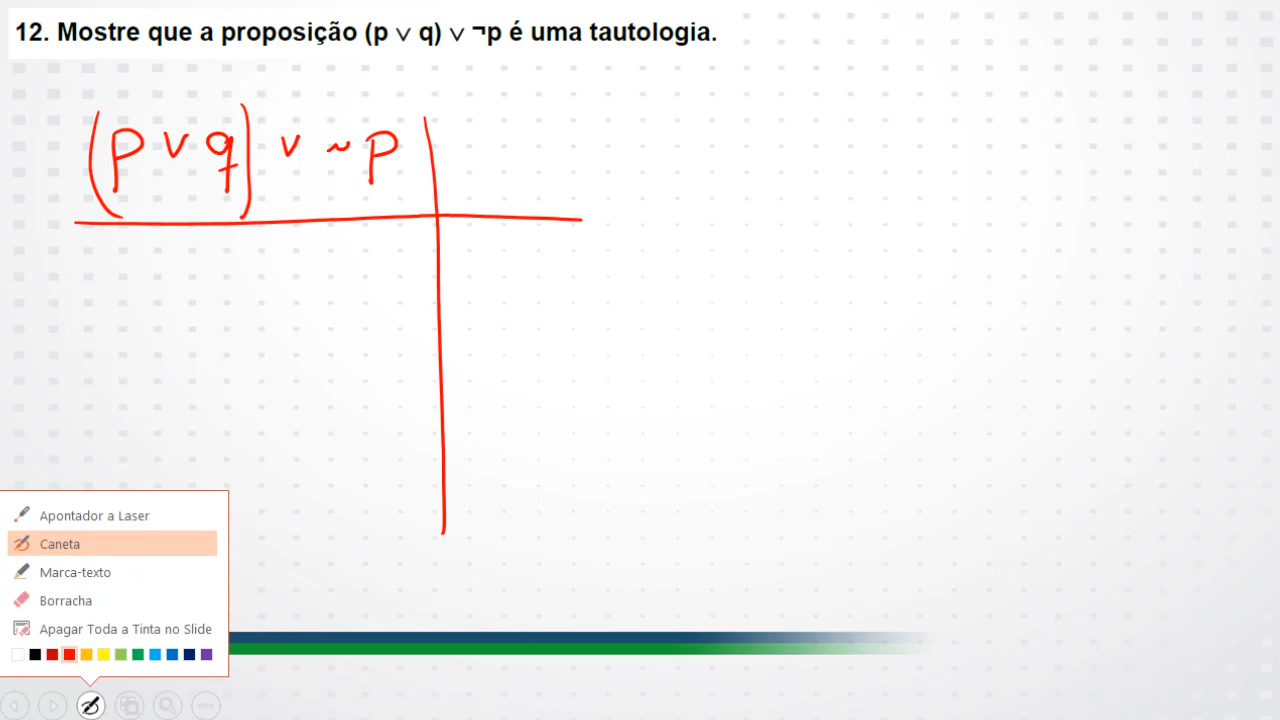 12. Mostre que a proposição (p ∨ q) ∨ ¬p é uma tautologia.
(p ∨ q) ∨ ~ p
Apontador a Laser
Caneta
Marca-texto
Borracha
Apagar Toda a Tinta no Slide